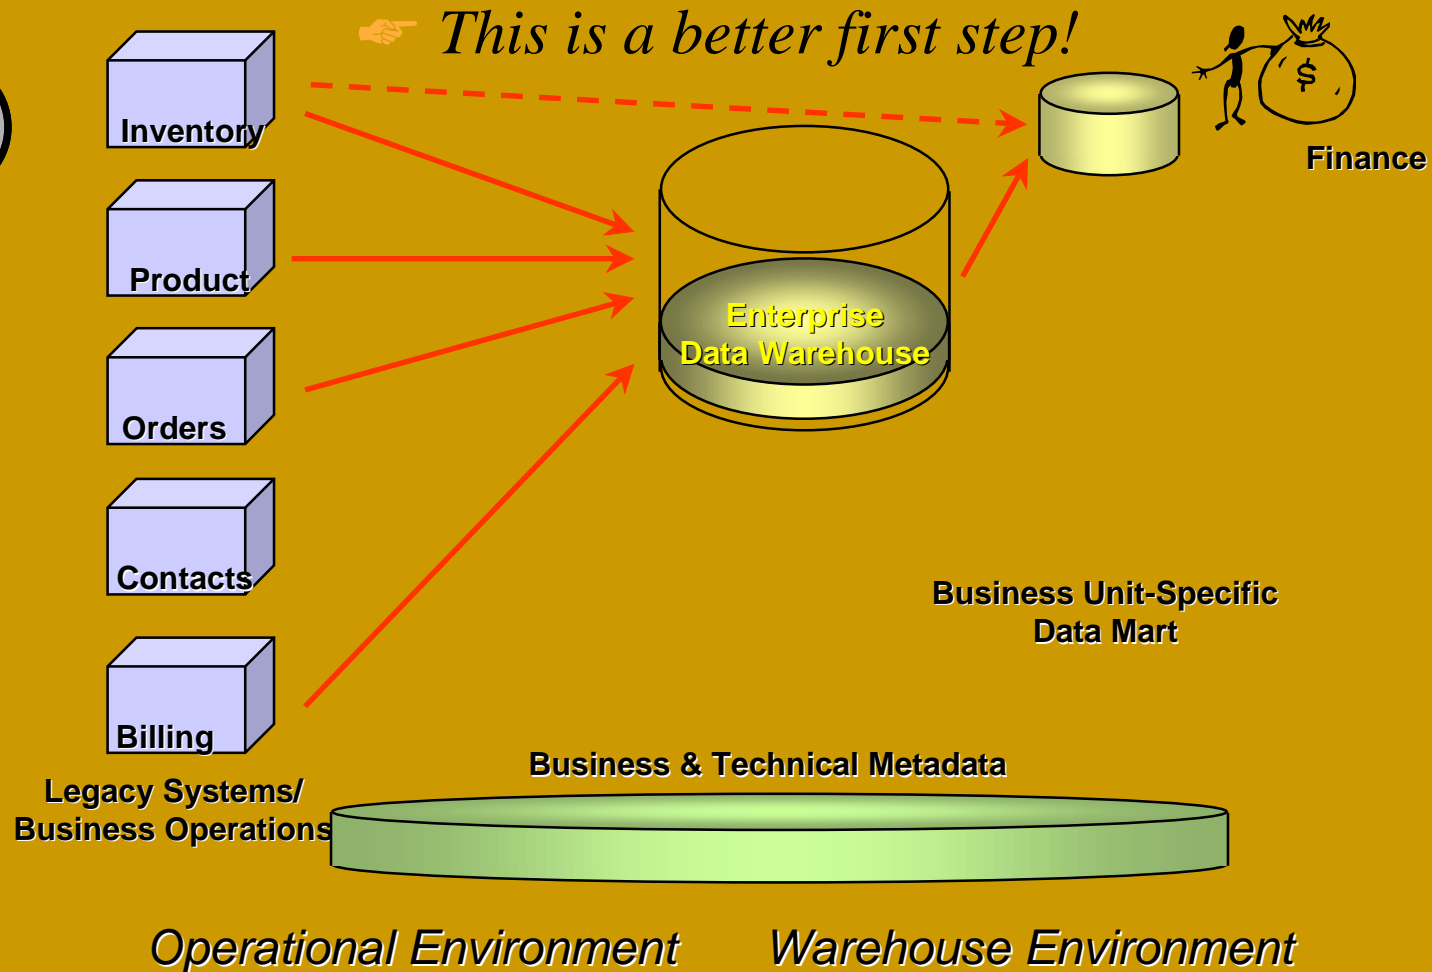 ☛ This is a better first step!
Inventory
Product
Orders
Contacts
Billing
Legacy Systems/
Business Operations
Enterprise
Data Warehouse
$
Finance
Business Unit-Specific
Data Mart
Business & Technical Metadata
Operational Environment
Warehouse Environment